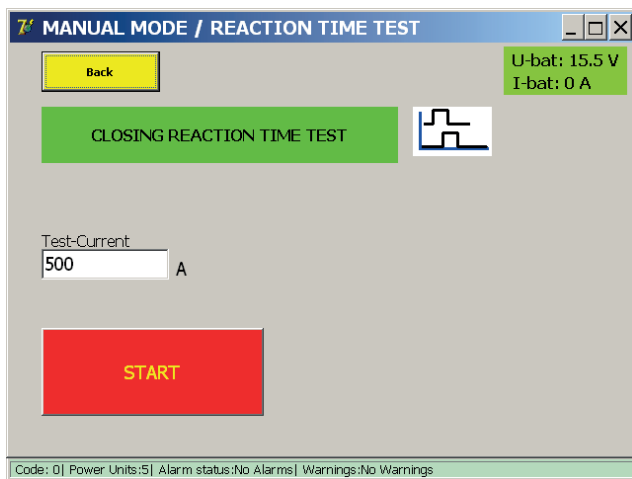 MANUAL MODE / REACTION TIME TEST
Back
U-bat: 15.5 V
I-bat: 0 A
CLOSING REACTION TIME TEST
Test-Current
500 A
START
Code: 0| Power Units:5| Alarm status:No Alarms| Warnings:No Warnings